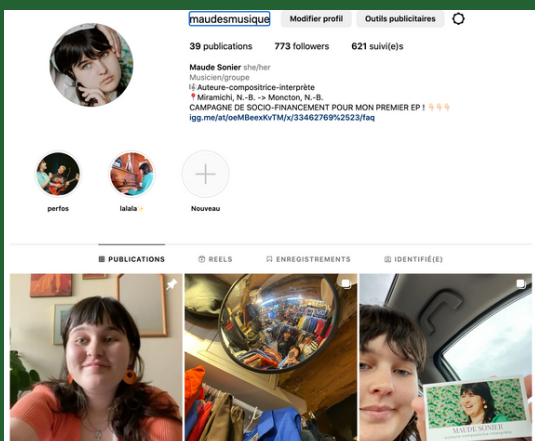 maudesmusique Modifier profil Outils publicitaires
39 publications 773 followers 621 suivi(e)s
Maude Sonier she/her
Musicien/groupe
Auteure-compositrice-interprète
Miramichi, N.-B. -> Moncton, N.-B.
CAMPAGNE DE SOCIO-FINANCEMENT POUR MON PREMIER EP !
igg.me/at/oeMBeexKvTM/x/33462769%2523/faq
perfos lalala Nouveau
PUBLICATIONS REELS ENREGISTREMENTS IDENTIFIÉ(E)
MAUDE SONIER